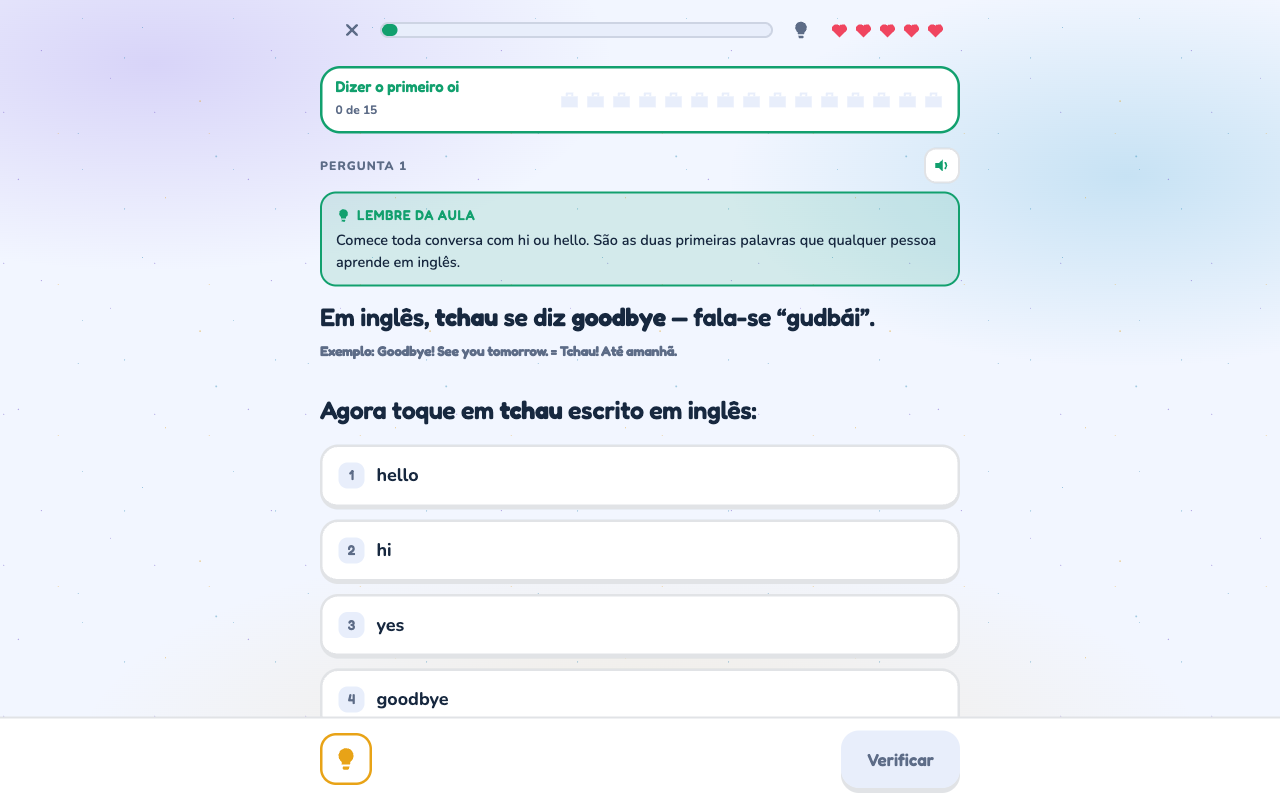 Dizer o primeiro oi
0 de 15
PERGUNTA 1
LEMBRE DA AULA
Comece toda conversa com hi ou hello. São as duas primeiras palavras que qualquer pessoa
aprende em inglês.
Em inglês, tchau se diz goodbye — fala-se “gudbái”.
Exemplo: Goodbye! See you tomorrow. = Tchau! Até amanhã.
Agora toque em tchau escrito em inglês:
1 hello
2 hi
3 yes
4 goodbye
Verificar